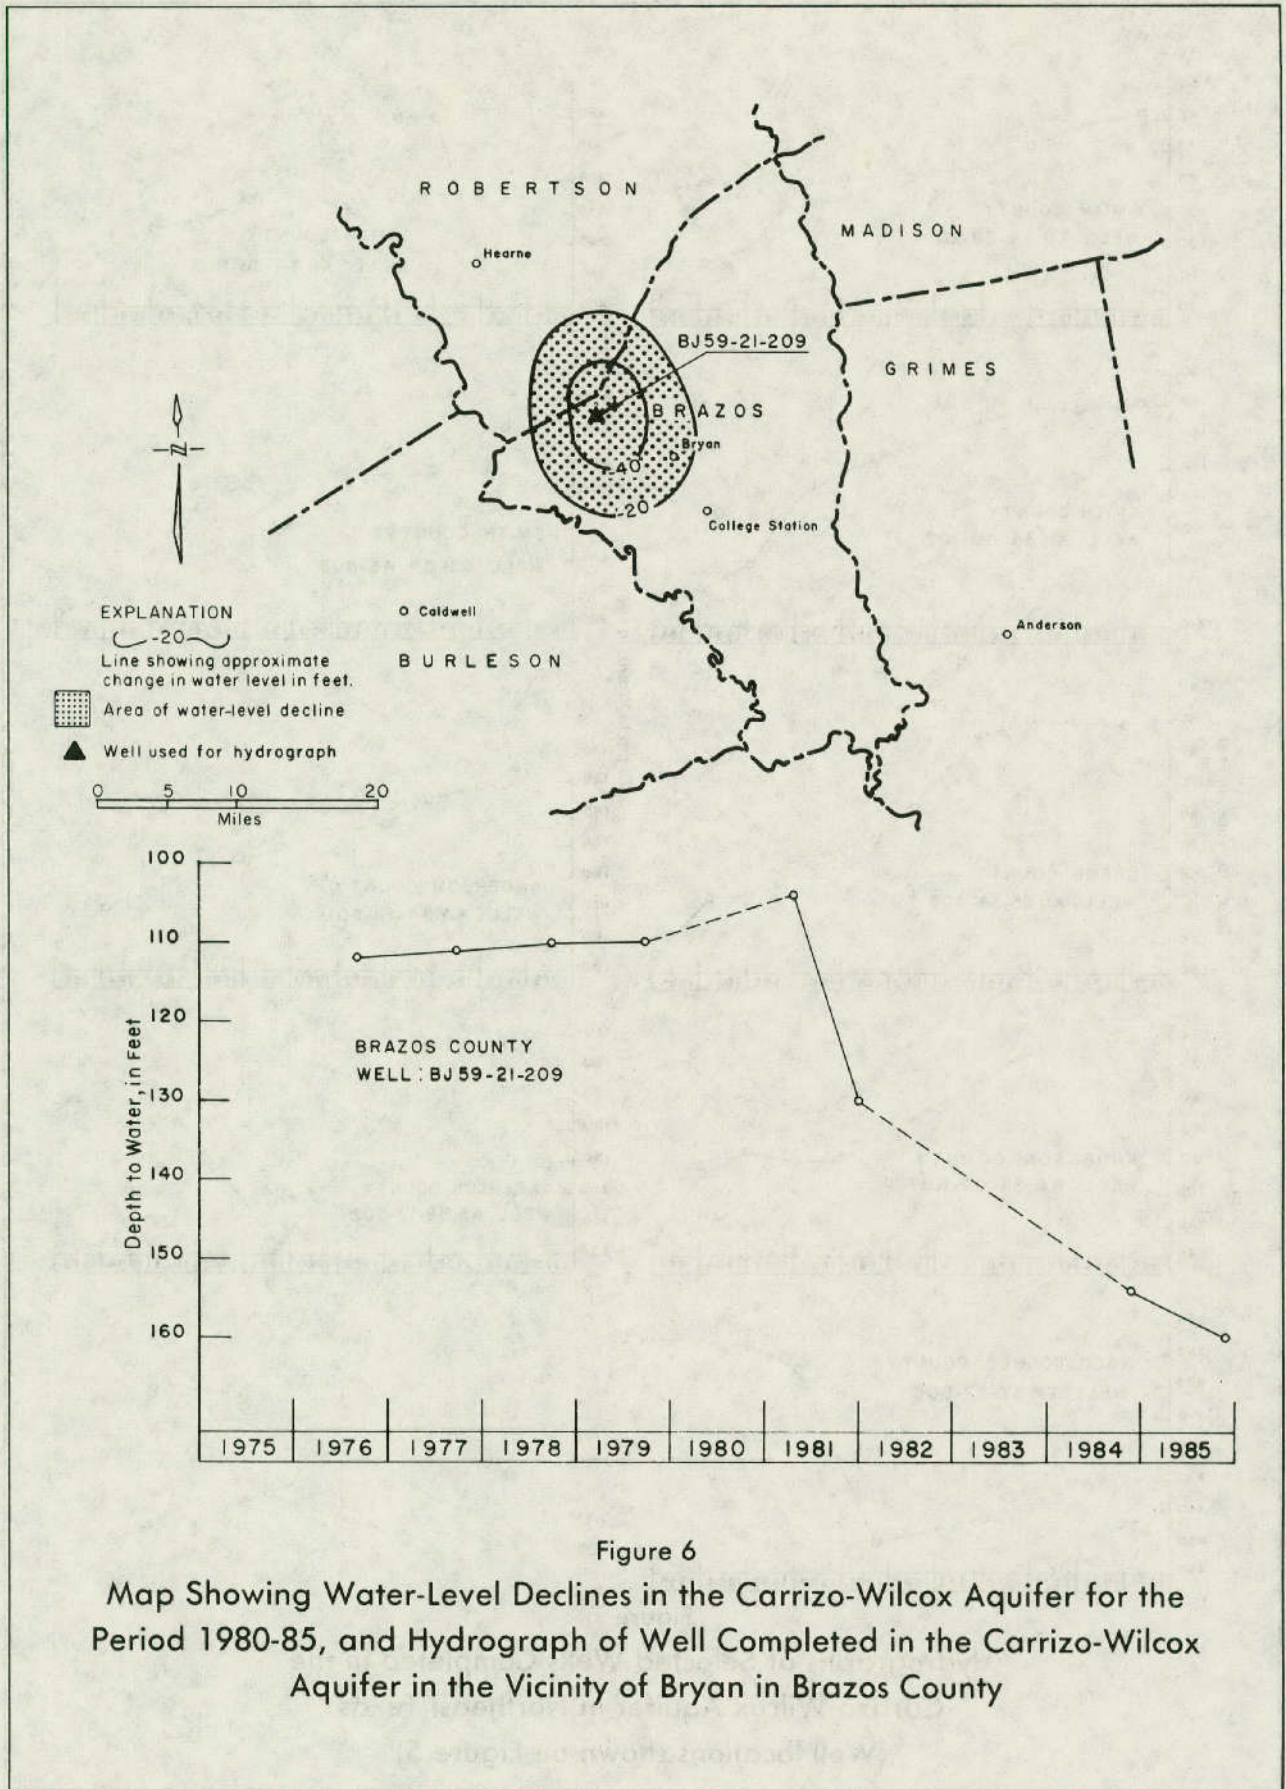 ROBERTSON
MADISON
Hearne
BJ59-21-209
GRIMES
BRAZOS
Bryan
-40
-20
College Station
N
EXPLANATION
-20
Line showing approximate
change in water level in feet.
Area of water-level decline
Well used for hydrograph
Caldwell
BURLESON
Anderson
0 5 10 20
Miles
100
110
120
130
140
150
160
Depth to Water, in Feet
BRAZOS COUNTY
WELL: BJ59-21-209
1975 1976 1977 1978 1979 1980 1981 1982 1983 1984 1985
Figure 6
Map Showing Water-Level Declines in the Carrizo-Wilcox Aquifer for the
Period 1980-85, and Hydrograph of Well Completed in the Carrizo-Wilcox
Aquifer in the Vicinity of Bryan in Brazos County